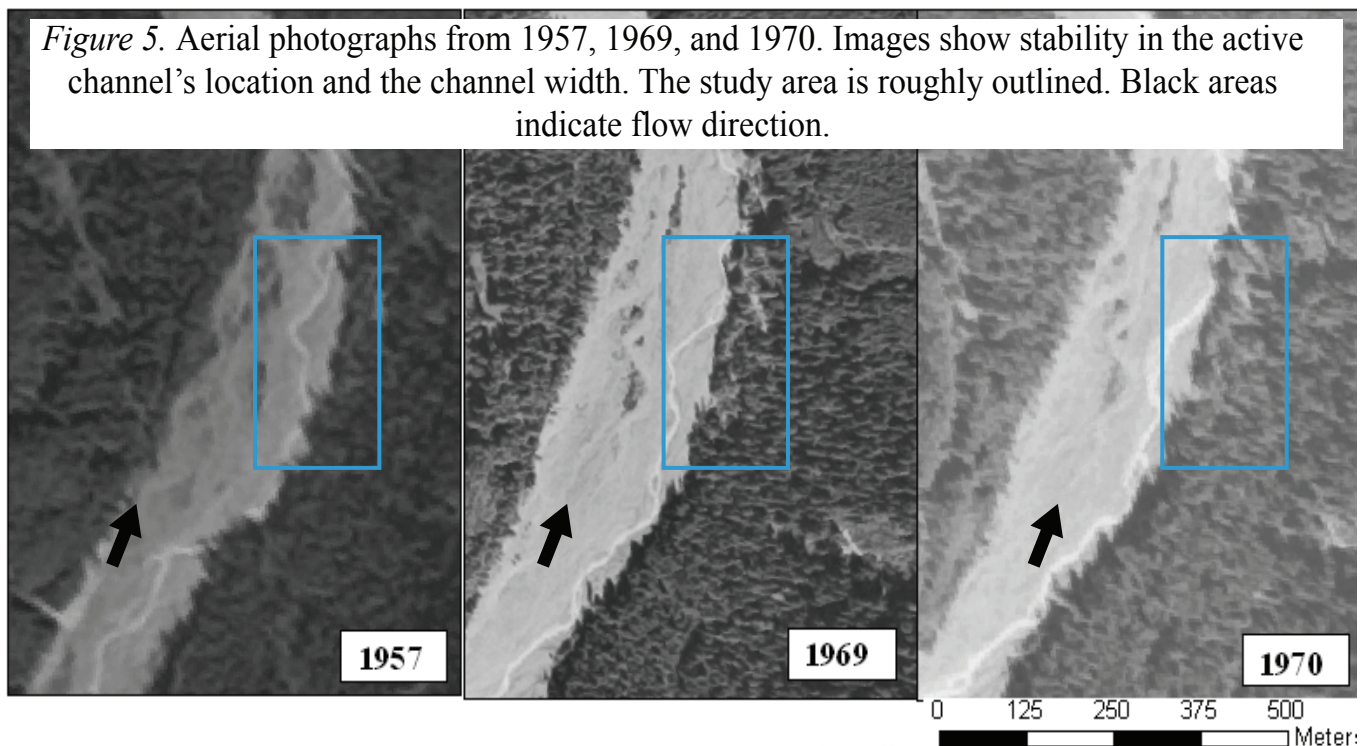 Figure 5. Aerial photographs from 1957, 1969, and 1970. Images show stability in the active
channel's location and the channel width. The study area is roughly outlined. Black areas
indicate flow direction.
1957
1969
1970
0 125 250 375 500
Meters